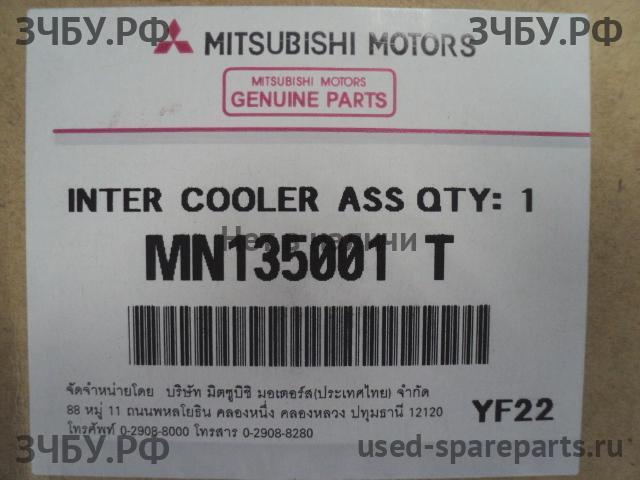 ЗЧБУ.РФ
ЗЧБУ.РФ
MITSUBISHI MOTORS
MITSUBISHI MOTORS
GENUINE PARTS
INTER COOLER ASS QTY: 1
Нет в наличи
MN135001 T
จัดจำหน่ายโดย บริษัท มิตซูบิชิ มอเตอร์ส(ประเทศไทย) จำกัด
88 หมู่ 11 ถนนพหลโยธิน คลองหนึ่ง คลองหลวง ปทุมธานี 12120
โทรศัพท์ 0-2908-8000 โทรสาร 0-2908-8280
YF22
ЗЧБУ.РФ
used-spareparts.ru